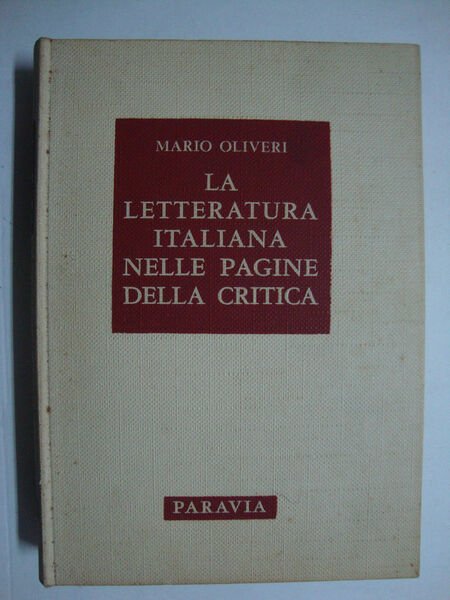 MARIO OLIVERI
LA
LETTERATURA
ITALIANA
NELLE PAGINE
DELLA CRITICA
PARAVIA